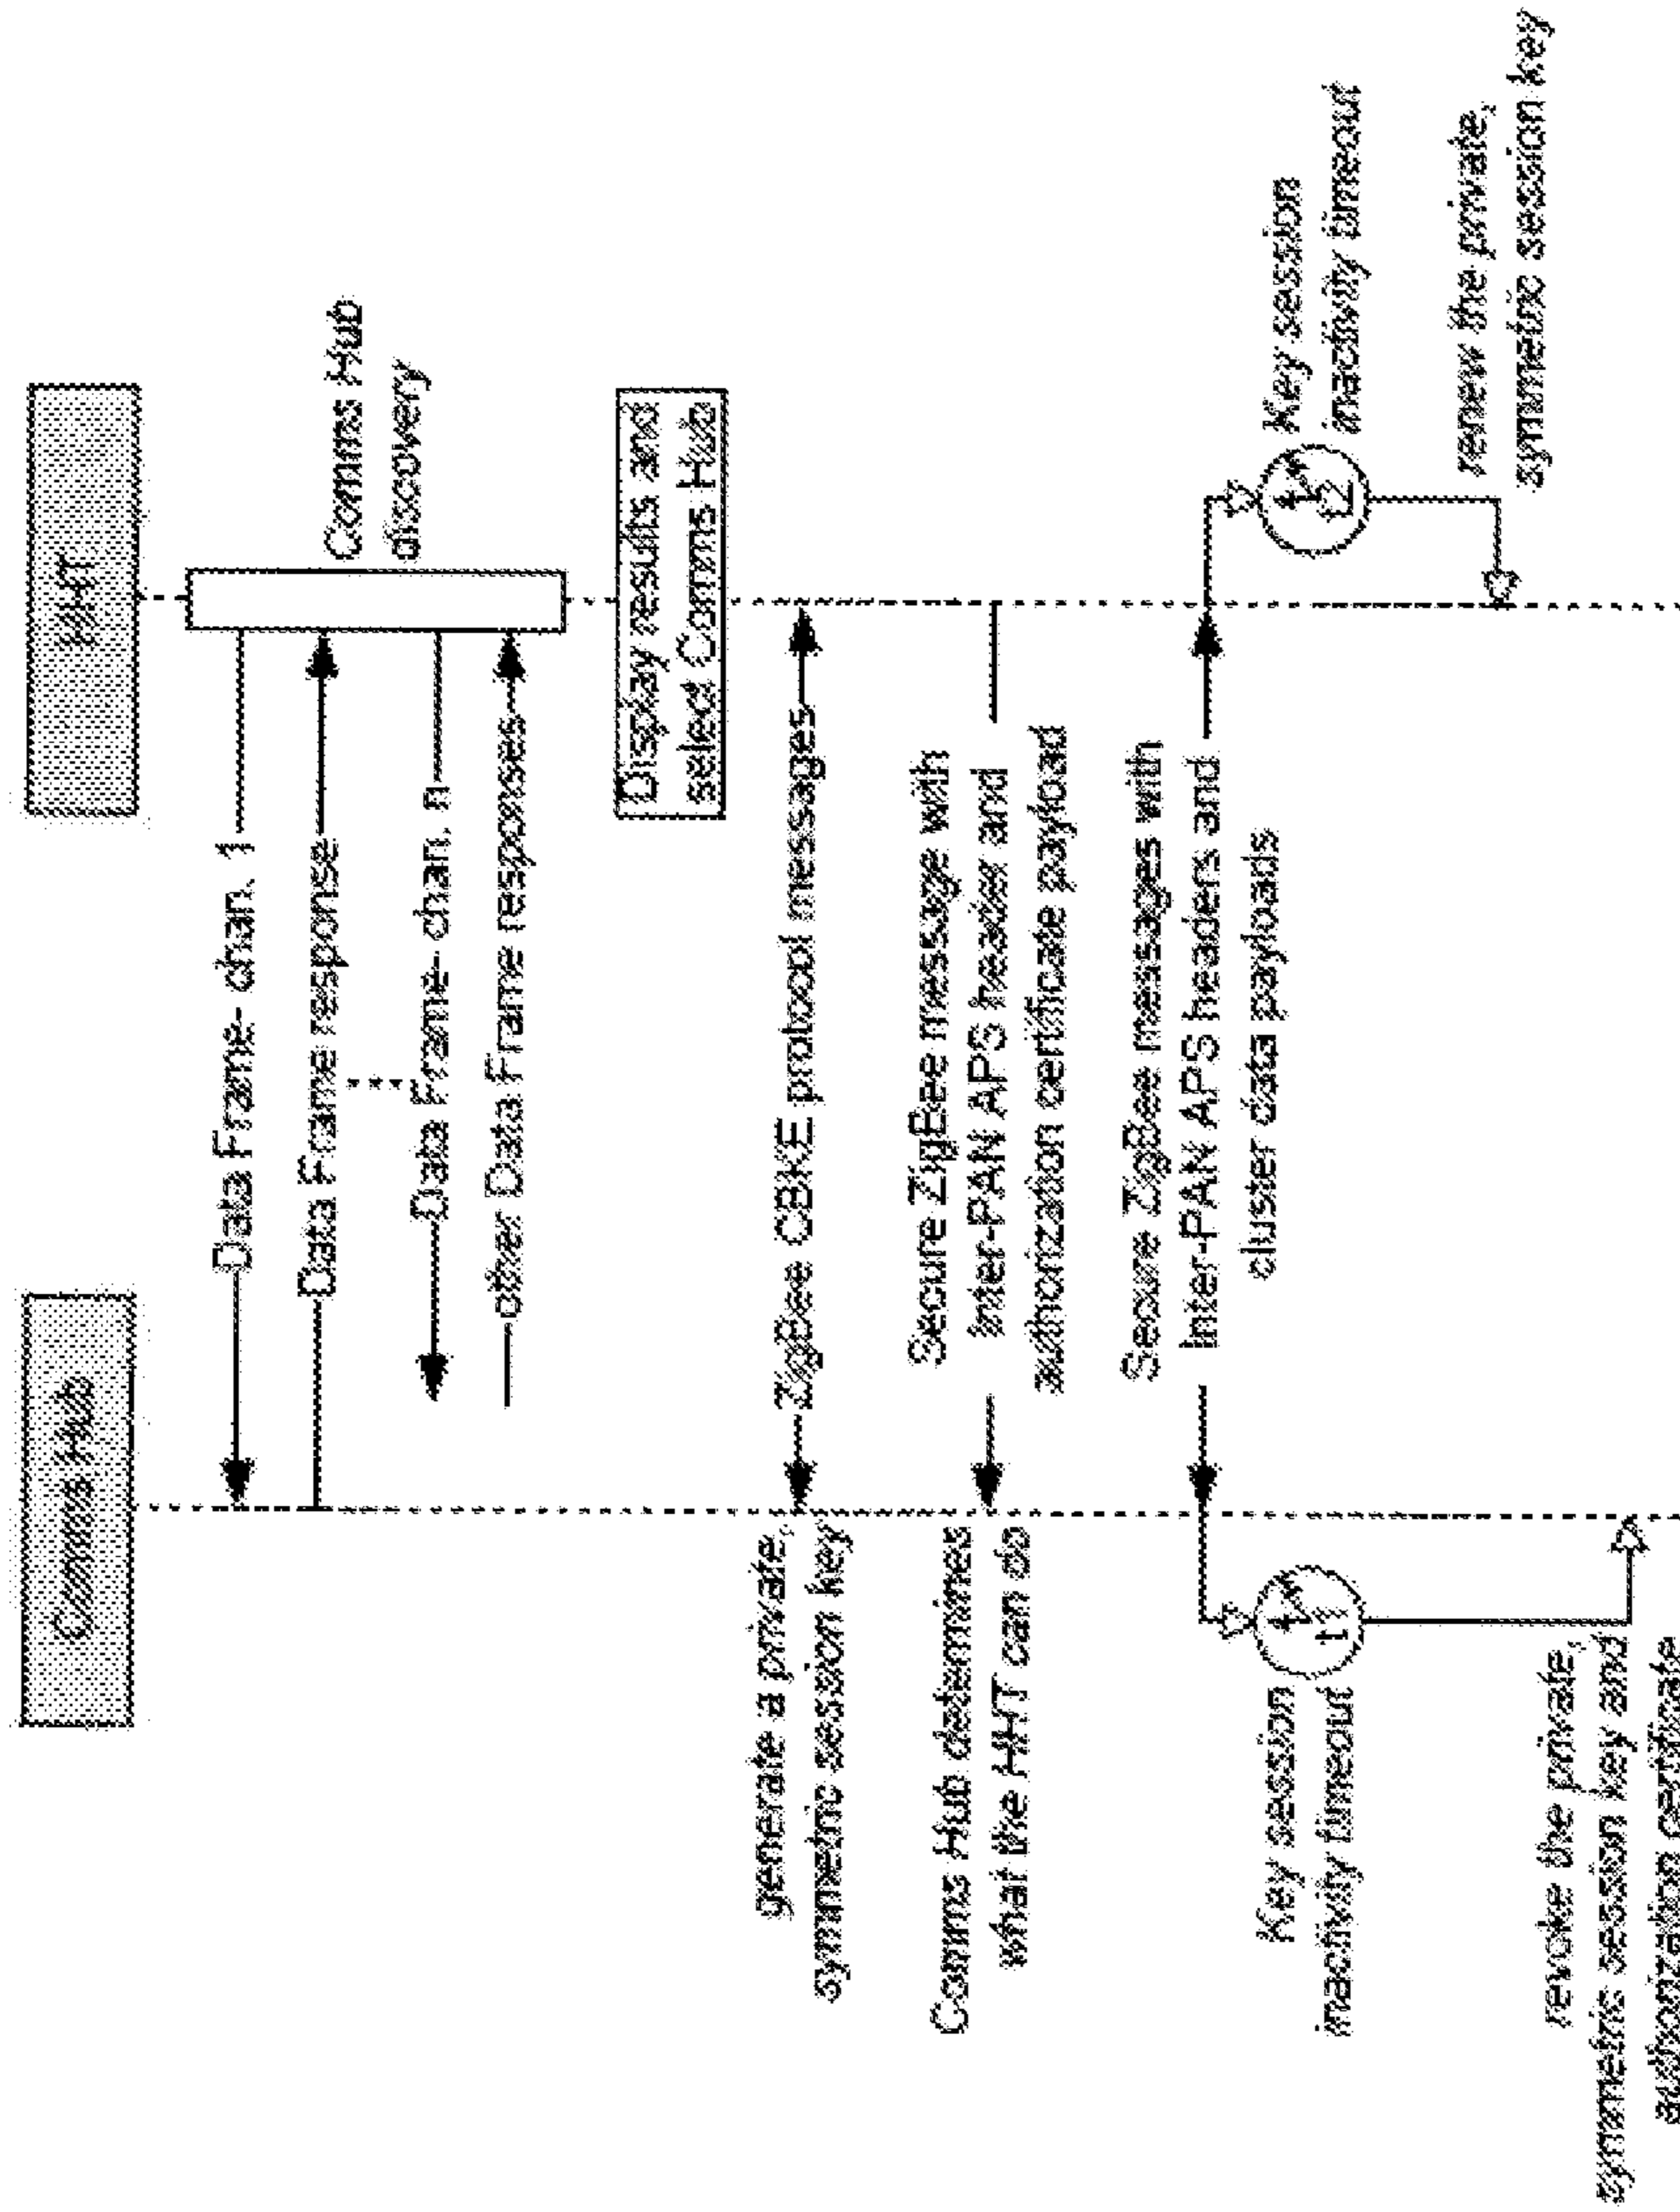 Comms Hub
HHT
Data Frame- chan. 1
Data Frame response
Data Frame- chan. n
other Data Frame responses
Comms Hub
discovery
Display results and
select Comms Hub
ZigBee CBKE protocol messages
generate a private,
symmetric session key
Secure ZigBee message with
Inter-PAN APS header and
authorization certificate payload
Comms Hub determines
what the HHT can do
Secure ZigBee messages with
Inter-PAN APS headers and
cluster data payloads
Key session
inactivity timeout
t1
Key session
inactivity timeout
t2
renew the private,
symmetric session key
revoke the private,
symmetric session key and
authorization certificate